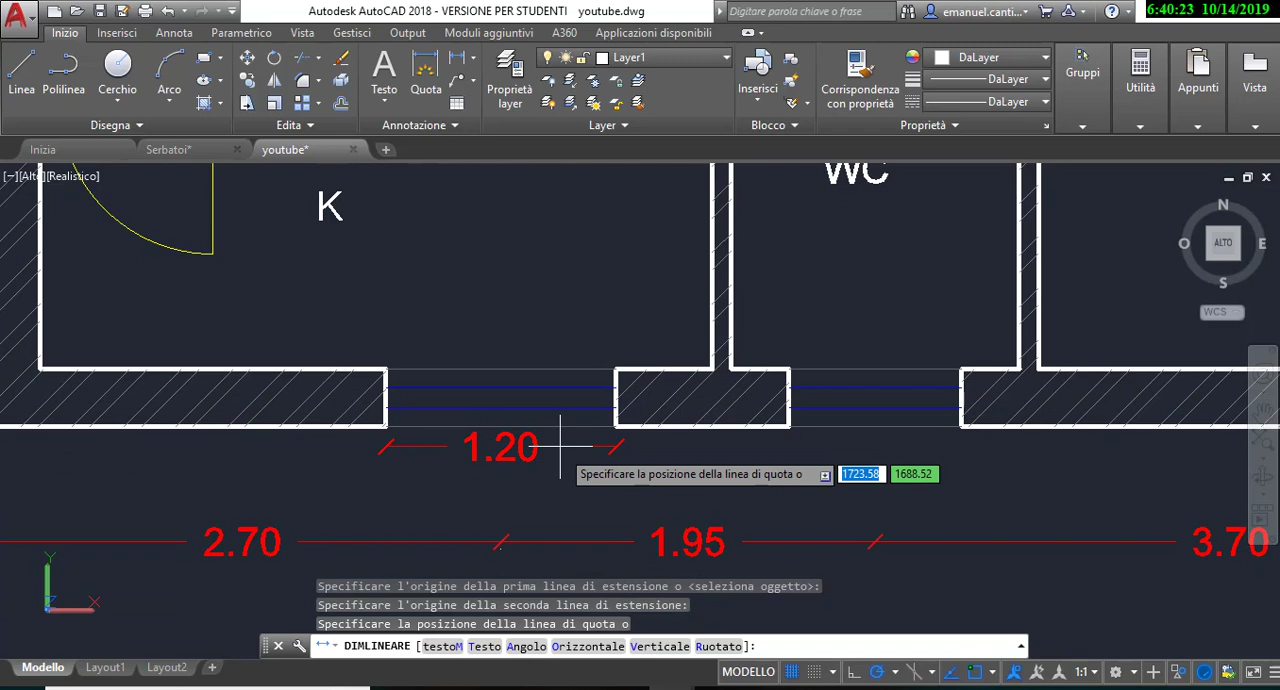 Autodesk AutoCAD 2018 - VERSIONE PER STUDENTI youtube.dwg
Digitare parola chiave o frase
emanuel.canti...
6:40:23 10/14/2019
Inizio Inserisci Annota Parametrico Vista Gestisci Output Moduli aggiuntivi A360 Applicazioni disponibili
Linea Polilinea Cerchio Arco
Testo Quota
Proprietà layer
Layer1
Inserisci
Corrispondenza con proprietà
DaLayer
DaLayer
DaLayer
Gruppi Utilità Appunti Vista
Disegna Edita Annotazione Layer Blocco Proprietà
Inizia Serbatoi* youtube*
[−][Alto][Realistico]
K
WC
N
O ALTO E
S
WCS
1.20
Specificare la posizione della linea di quota o 1723.58 1688.52
2.70 1.95 3.70
Y
X
Specificare l'origine della prima linea di estensione o <seleziona oggetto>:
Specificare l'origine della seconda linea di estensione:
Specificare la posizione della linea di quota o
DIMLINEARE [testoM Testo Angolo Orizzontale Verticale Ruotato]:
Modello Layout1 Layout2
MODELLO
1:1